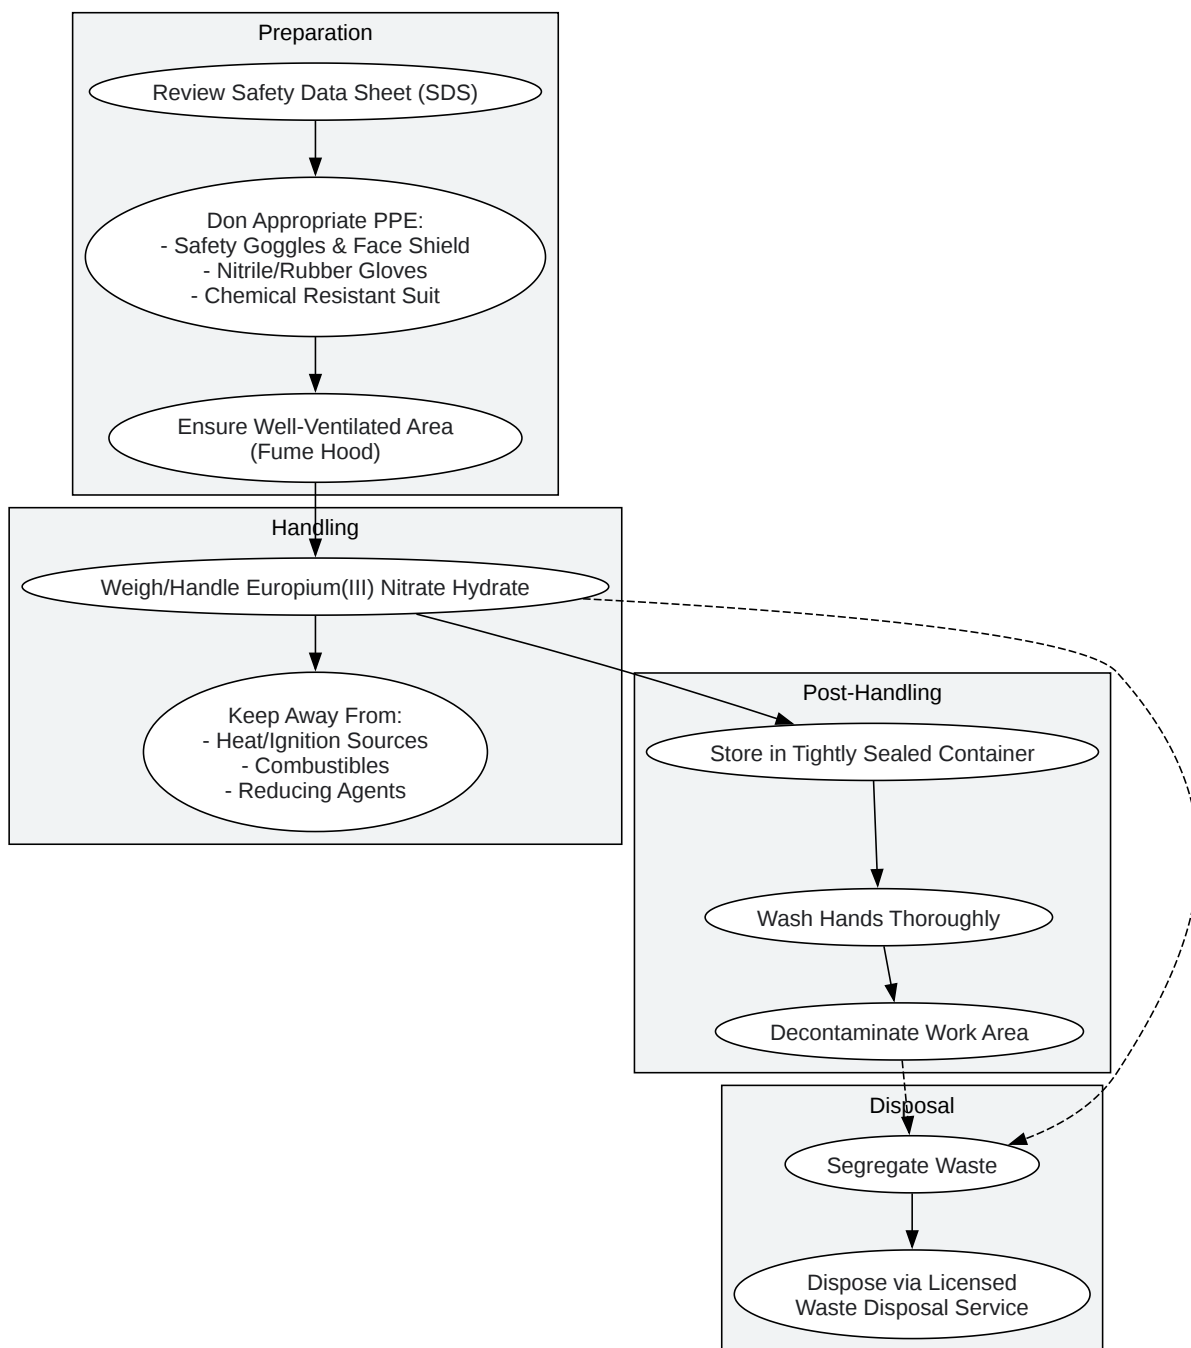 Preparation
Review Safety Data Sheet (SDS)
Don Appropriate PPE:
- Safety Goggles & Face Shield
- Nitrile/Rubber Gloves
- Chemical Resistant Suit
Ensure Well-Ventilated Area
(Fume Hood)
Handling
Weigh/Handle Europium(III) Nitrate Hydrate
Keep Away From:
- Heat/Ignition Sources
- Combustibles
- Reducing Agents
Post-Handling
Store in Tightly Sealed Container
Wash Hands Thoroughly
Decontaminate Work Area
Disposal
Segregate Waste
Dispose via Licensed
Waste Disposal Service